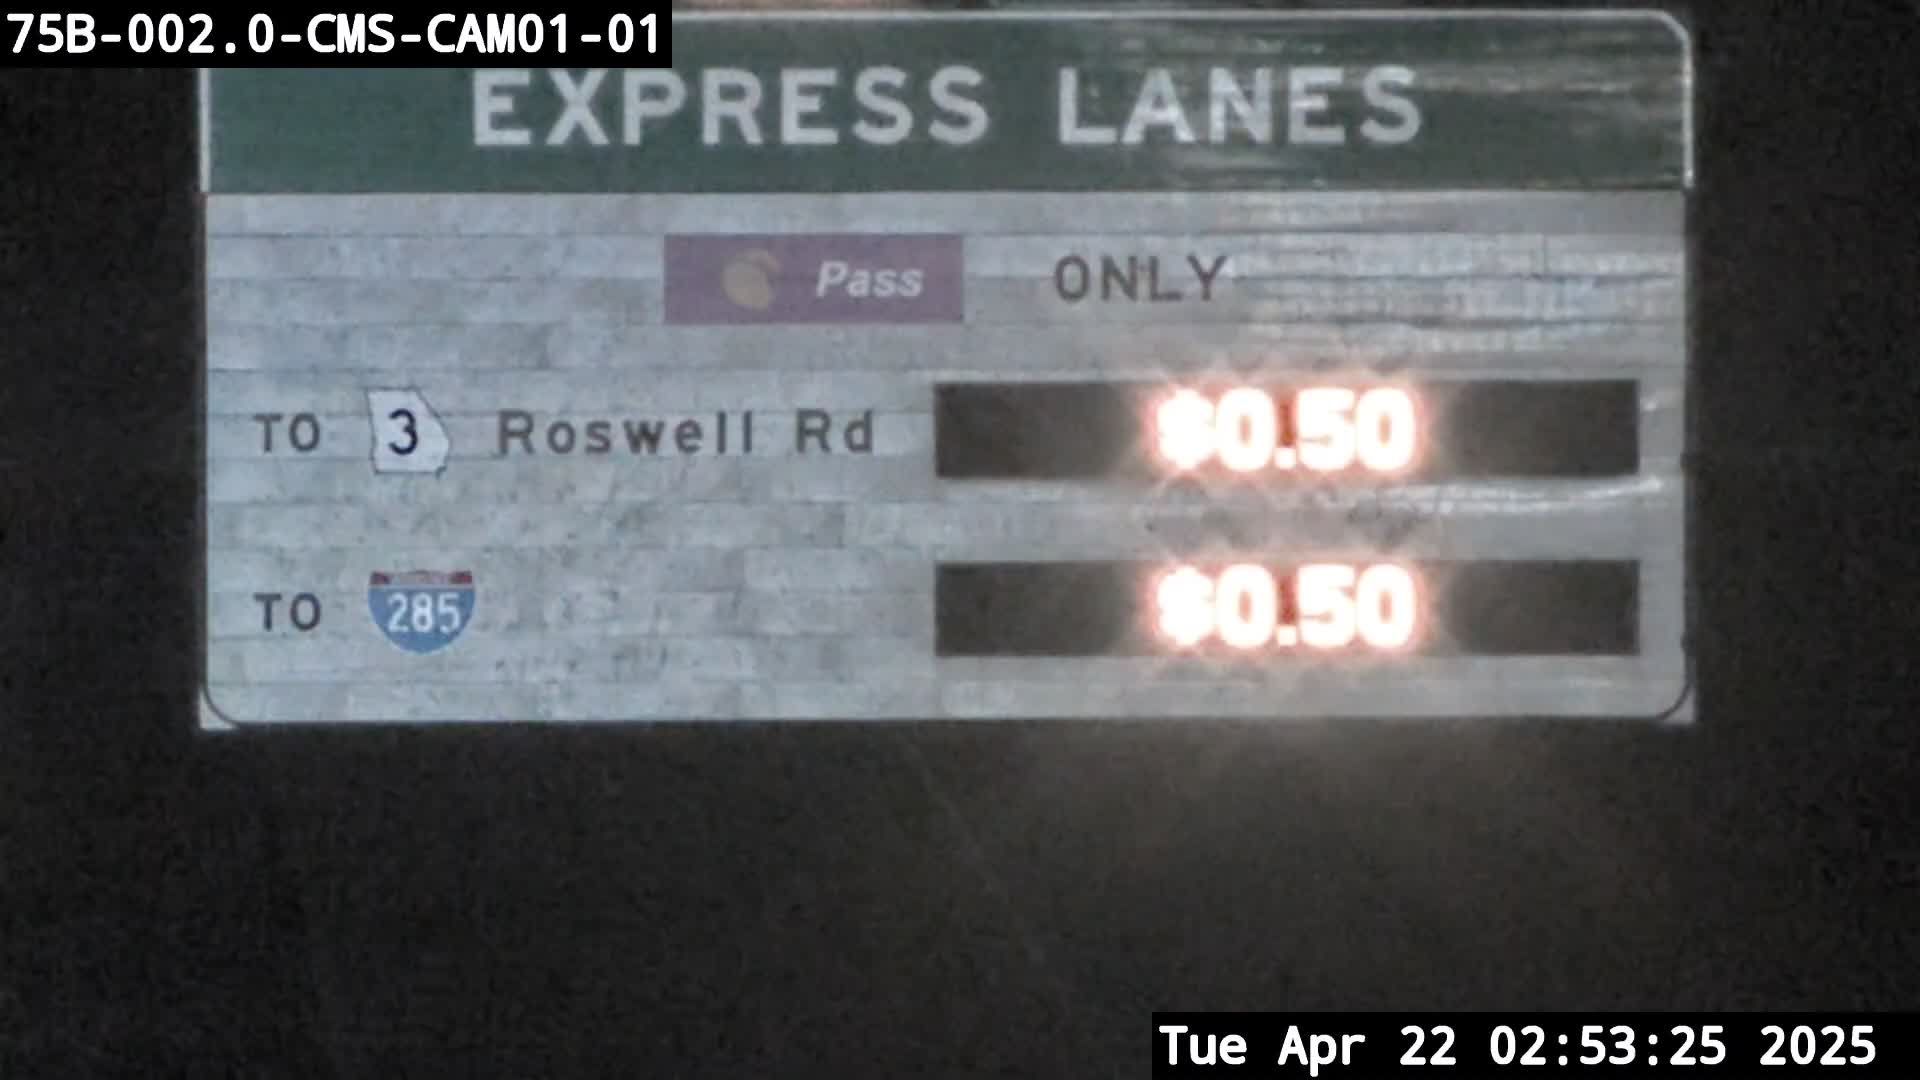 75B-002.0-CMS-CAM01-01
EXPRESS LANES
Pass ONLY
TO 3 Roswell Rd $0.50
TO 285 $0.50
Tue Apr 22 02:53:25 2025